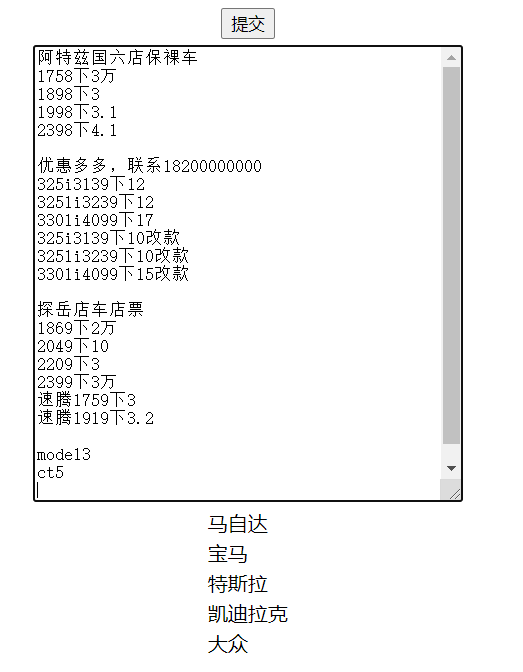 提交
阿特兹国六店保裸车
1758下3万
1898下3
1998下3.1
2398下4.1
优惠多多，联系18200000000
325i3139下12
325li3239下12
330li4099下17
325i3139下10改款
325li3239下10改款
330li4099下15改款
探岳店车店票
1869下2万
2049下10
2209下3
2399下3万
速腾1759下3
速腾1919下3.2
model3
ct5
马自达
宝马
特斯拉
凯迪拉克
大众